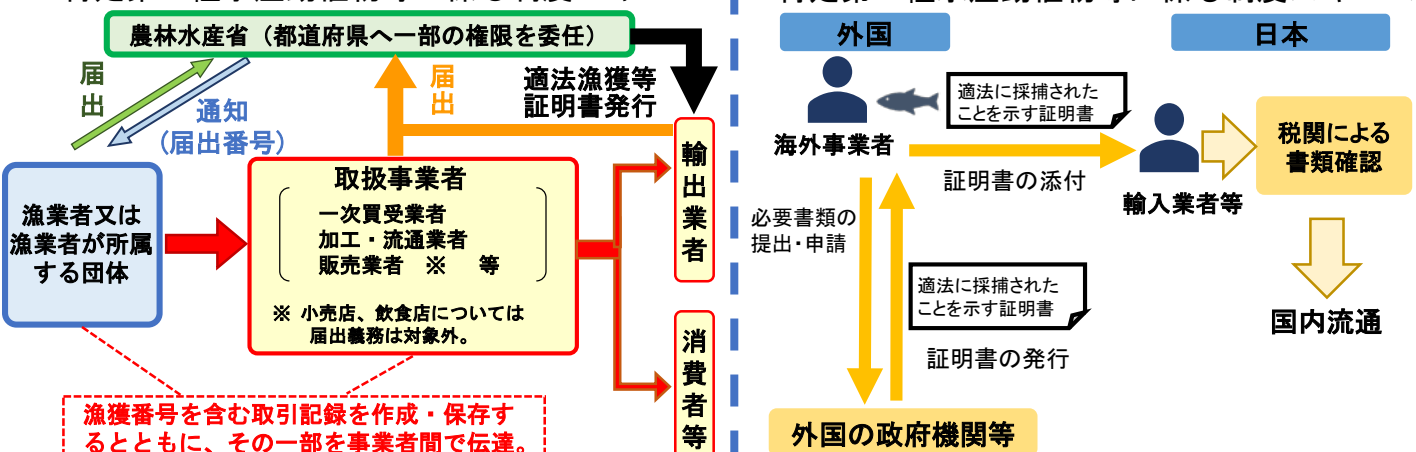 農林水産省（都道府県へ一部の権限を委任）
届
出
通知
(届出番号)
届
出
適法漁獲等
証明書発行
漁業者又は
漁業者が所属
する団体
取扱事業者
一次買受業者
加工・流通業者
販売業者　※　等
※ 小売店、飲食店については
届出義務は対象外。
輸
出
業
者
消
費
者
等
漁獲番号を含む取引記録を作成・保存す
るとともに、その一部を事業者間で伝達。
外国
日本
適法に採捕された
ことを示す証明書
海外事業者
証明書の添付
輸入業者等
税関による
書類確認
必要書類の
提出・申請
適法に採捕された
ことを示す証明書
証明書の発行
国内流通
外国の政府機関等